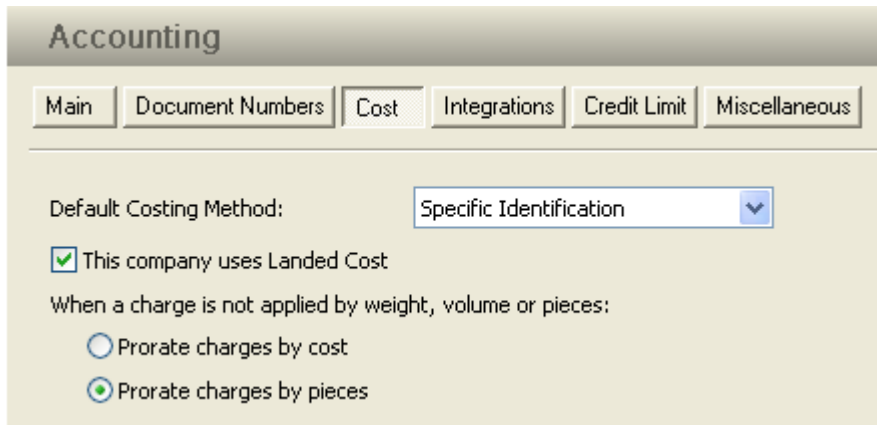 Accounting
Main Document Numbers Cost Integrations Credit Limit Miscellaneous
Default Costing Method: Specific Identification
This company uses Landed Cost
When a charge is not applied by weight, volume or pieces:
Prorate charges by cost
Prorate charges by pieces